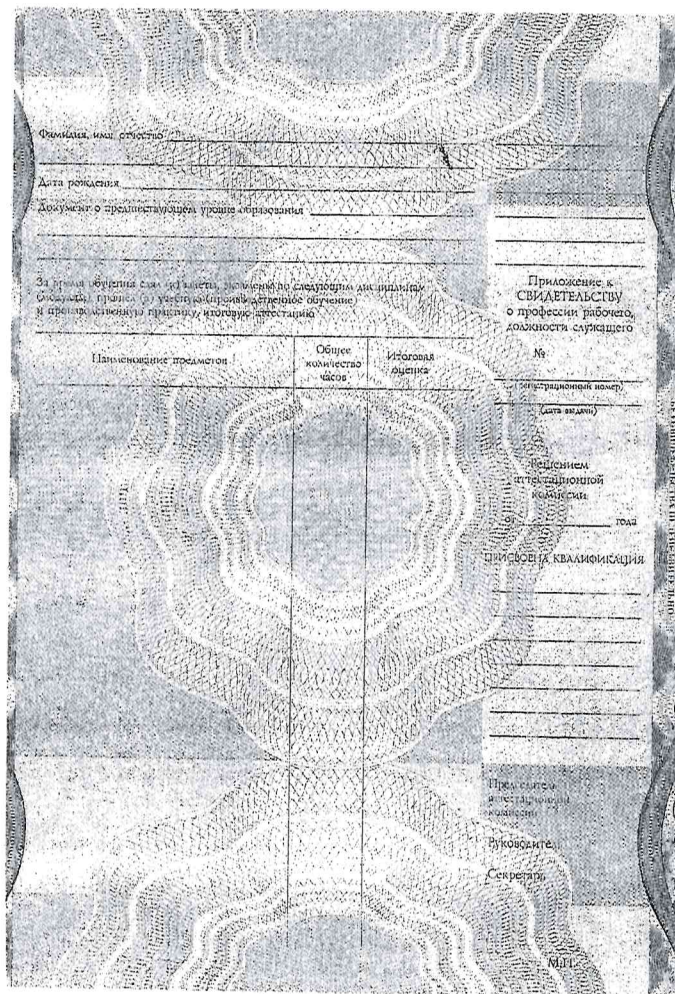 Фамилия, имя, отчество
Дата рождения
Документ о предшествующем уровне образования
За время обучения сдал (а) зачеты, экзамены по следующим дисциплинам
(модулям), прошел (а) учебную (производственное обучение)
и производственную практику, итоговую аттестацию
Наименование предметов
Общее
количество
часов
Итоговая
оценка
Приложение к
СВИДЕТЕЛЬСТВУ
о профессии рабочего,
должности служащего
№
(регистрационный номер)
(дата выдачи)
Решением
аттестационной
комиссии
от года
ПРИСВОЕНА КВАЛИФИКАЦИЯ
Председатель
аттестационной
комиссии
Руководитель
Секретарь
М.П.